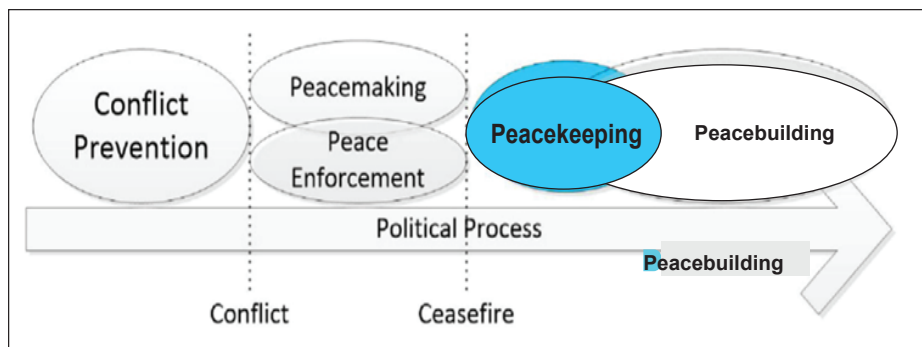 Conflict
Prevention
Peacemaking
Peace
Enforcement
Peacekeeping
Peacebuilding
Political Process
Peacebuilding
Conflict
Ceasefire